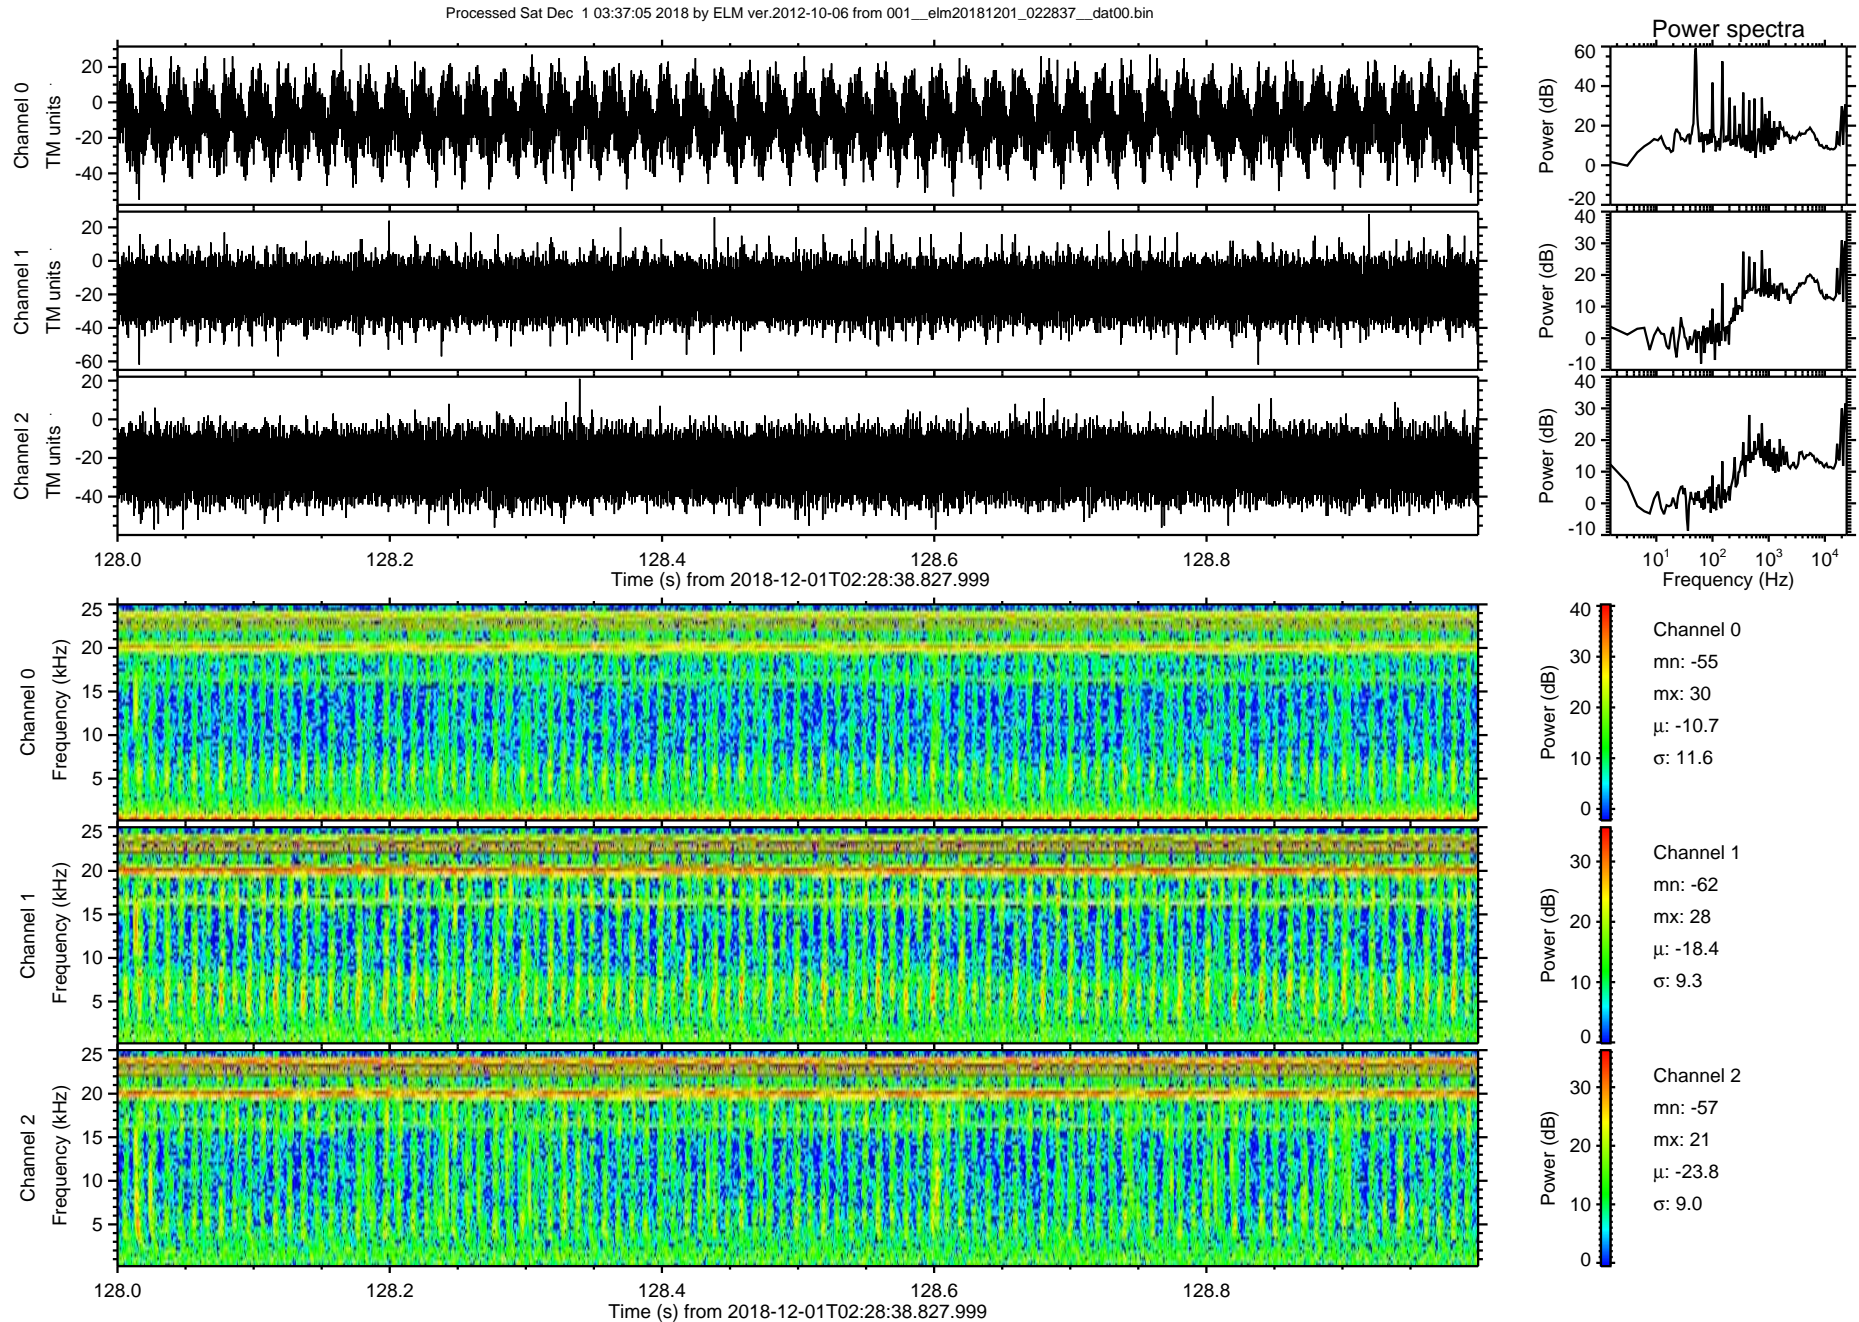 Processed Sat Dec  1 03:37:05 2018 by ELM ver.2012-10-06 from 001__elm20181201_022837__dat00.bin
Power spectra
Channel 0
TM units
20
0
-20
-40
Power (dB)
60
40
20
0
-20
Channel 1
TM units
20
0
-20
-40
-60
Power (dB)
40
30
20
10
0
-10
Channel 2
TM units
20
0
-20
-40
Power (dB)
40
30
20
10
0
-10
128.0 128.2 128.4 128.6 128.8
Time (s) from 2018-12-01T02:28:38.827.999
10¹ 10² 10³ 10⁴
Frequency (Hz)
Channel 0
Frequency (kHz)
25
20
15
10
5
Power (dB)
40
30
20
10
0
Channel 0
mn: -55
mx: 30
μ: -10.7
σ: 11.6
Channel 1
Frequency (kHz)
25
20
15
10
5
Power (dB)
30
20
10
0
Channel 1
mn: -62
mx: 28
μ: -18.4
σ: 9.3
Channel 2
Frequency (kHz)
25
20
15
10
5
Power (dB)
30
20
10
0
Channel 2
mn: -57
mx: 21
μ: -23.8
σ: 9.0
128.0 128.2 128.4 128.6 128.8
Time (s) from 2018-12-01T02:28:38.827.999